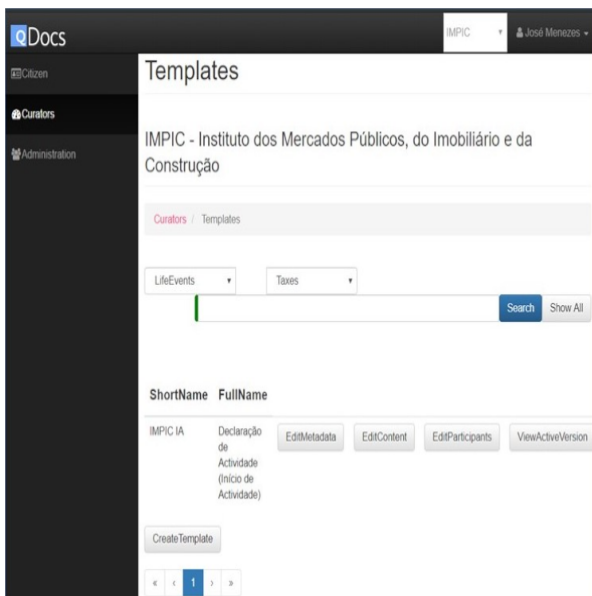 QDocs
IMPIC
José Menezes
Citizen
Curators
Administration
Templates
IMPIC - Instituto dos Mercados Públicos, do Imobiliário e da
Construção
Curators / Templates
LifeEvents
Taxes
Search
Show All
ShortName FullName
IMPIC IA
Declaração
de
Actividade
(Início de
Actividade)
EditMetadata
EditContent
EditParticipants
ViewActiveVersion
CreateTemplate
« ‹ 1 › »